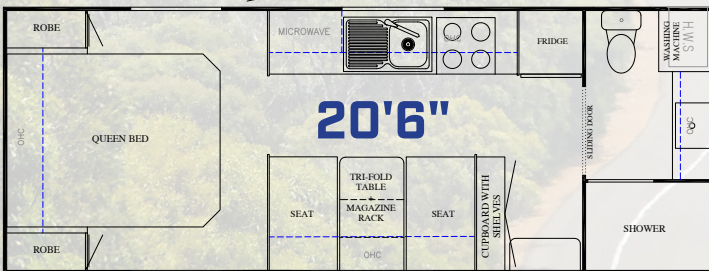 ROBE
MICROWAVE
OHC
FRIDGE
WASHING
MACHINE
H.W.S
OHC
QUEEN BED
20'6"
SLIDING DOOR
OHC
TRI-FOLD
TABLE
SEAT
MAGAZINE
RACK
SEAT
CUPBOARD WITH
SHELVES
SHOWER
ROBE
OHC